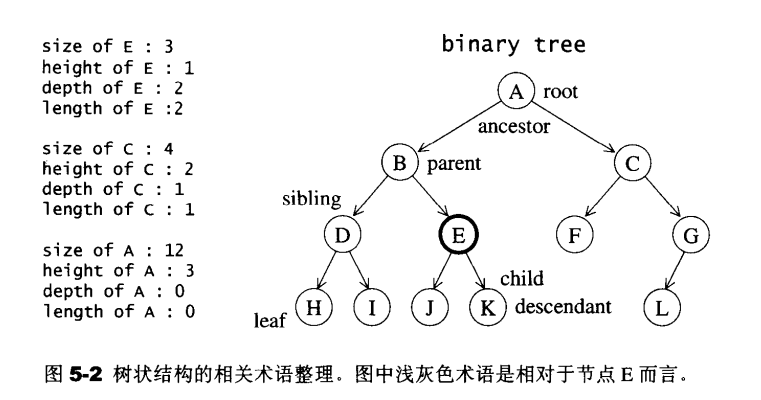 size of E : 3
height of E : 1
depth of E : 2
length of E :2
size of C : 4
height of C : 2
depth of C : 1
length of C : 1
size of A : 12
height of A : 3
depth of A : 0
length of A : 0
binary tree
A root
ancestor
B parent
C
sibling
D
E
F
G
child
leaf H
I
J
K descendant
L
图 5-2 树状结构的相关术语整理。图中浅灰色术语是相对于节点 E 而言。